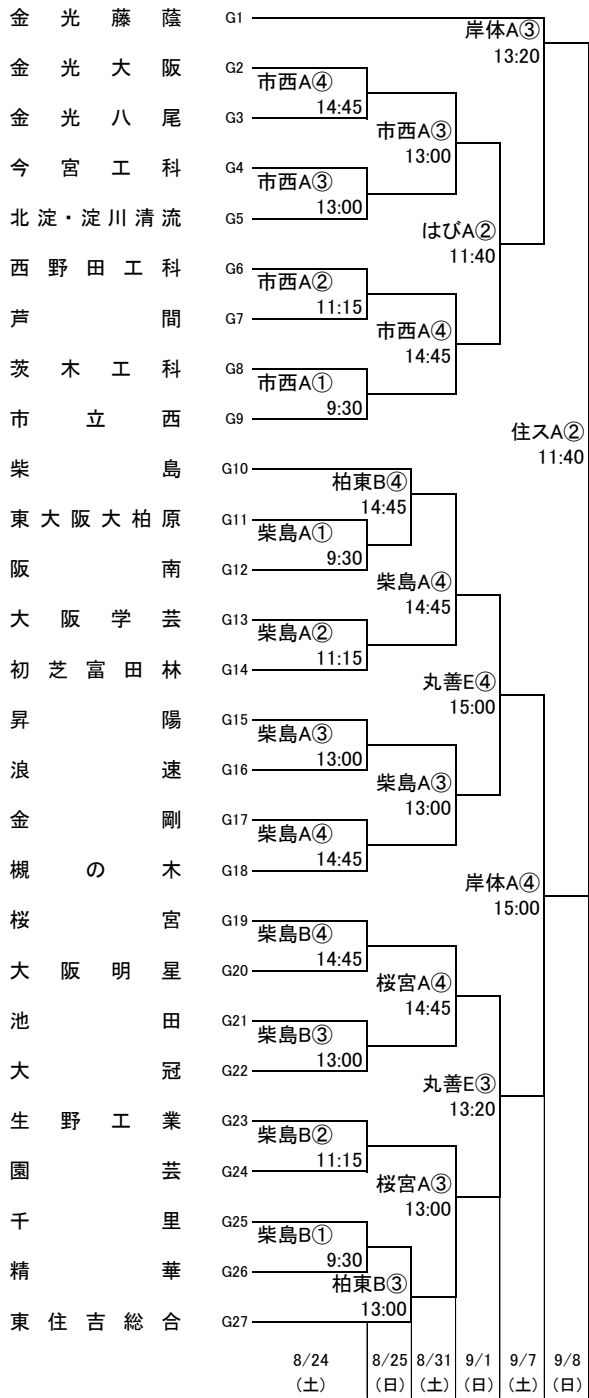 金光藤蔭 G1
岸体A③
13:20
金光大阪 G2
市西A④
14:45
金光八尾 G3
市西A③
13:00
今宮工科 G4
市西A③
13:00
北淀・淀川清流 G5
はびA②
11:40
西野田工科 G6
市西A②
11:15
芦間 G7
市西A④
14:45
茨木工科 G8
市西A①
9:30
市立西 G9
住スA②
11:40
柴島 G10
柏東B④
14:45
東大阪大柏原 G11
柴島A①
9:30
阪南 G12
柴島A④
14:45
大阪学芸 G13
柴島A②
11:15
初芝富田林 G14
丸善E④
15:00
昇陽 G15
柴島A③
13:00
浪速 G16
柴島A③
13:00
金剛 G17
柴島A④
14:45
槻の木 G18
岸体A④
15:00
桜宮 G19
柴島B④
14:45
大阪明星 G20
桜宮A④
14:45
池田 G21
柴島B③
13:00
大冠 G22
丸善E③
13:20
生野工業 G23
柴島B②
11:15
園芸 G24
桜宮A③
13:00
千里 G25
柴島B①
9:30
精華 G26
柏東B③
13:00
東住吉総合 G27
8/24 8/25 8/31 9/1 9/7 9/8
(土) (日) (土) (日) (土) (日)